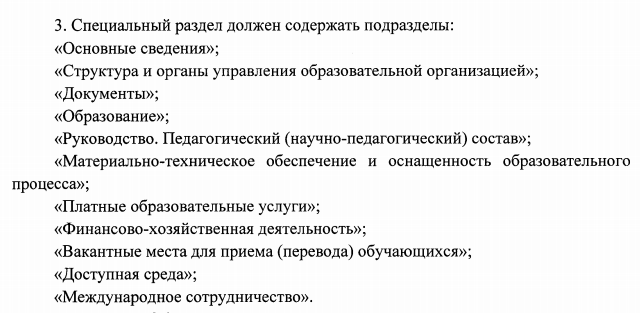 3. Специальный раздел должен содержать подразделы:
«Основные сведения»;
«Структура и органы управления образовательной организацией»;
«Документы»;
«Образование»;
«Руководство. Педагогический (научно-педагогический) состав»;
«Материально-техническое обеспечение и оснащенность образовательного
процесса»;
«Платные образовательные услуги»;
«Финансово-хозяйственная деятельность»;
«Вакантные места для приема (перевода) обучающихся»;
«Доступная среда»;
«Международное сотрудничество».